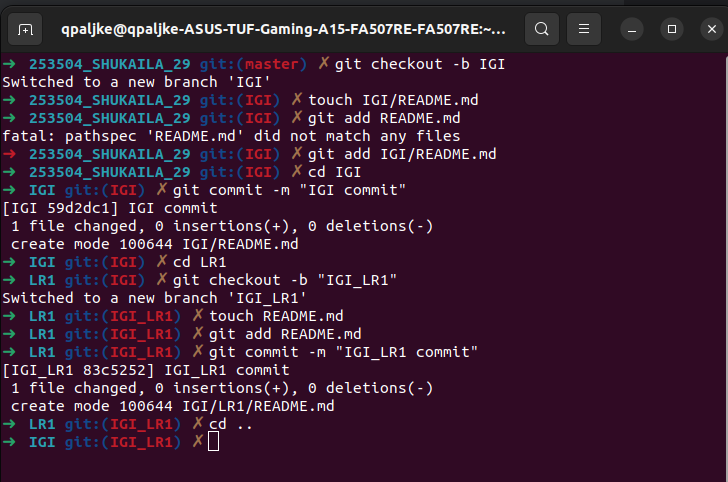 qpaljke@qpaljke-ASUS-TUF-Gaming-A15-FA507RE-FA507RE:~...
➜ 253504_SHUKAILA_29 git:(master) ✗ git checkout -b IGI
Switched to a new branch 'IGI'
➜ 253504_SHUKAILA_29 git:(IGI) ✗ touch IGI/README.md
➜ 253504_SHUKAILA_29 git:(IGI) ✗ git add README.md
fatal: pathspec 'README.md' did not match any files
➜ 253504_SHUKAILA_29 git:(IGI) ✗ git add IGI/README.md
➜ 253504_SHUKAILA_29 git:(IGI) ✗ cd IGI
➜ IGI git:(IGI) ✗ git commit -m "IGI commit"
[IGI 59d2dc1] IGI commit
1 file changed, 0 insertions(+), 0 deletions(-)
create mode 100644 IGI/README.md
➜ IGI git:(IGI) ✗ cd LR1
➜ LR1 git:(IGI) ✗ git checkout -b "IGI_LR1"
Switched to a new branch 'IGI_LR1'
➜ LR1 git:(IGI_LR1) ✗ touch README.md
➜ LR1 git:(IGI_LR1) ✗ git add README.md
➜ LR1 git:(IGI_LR1) ✗ git commit -m "IGI_LR1 commit"
[IGI_LR1 83c5252] IGI_LR1 commit
1 file changed, 0 insertions(+), 0 deletions(-)
create mode 100644 IGI/LR1/README.md
➜ LR1 git:(IGI_LR1) ✗ cd ..
➜ IGI git:(IGI_LR1) ✗